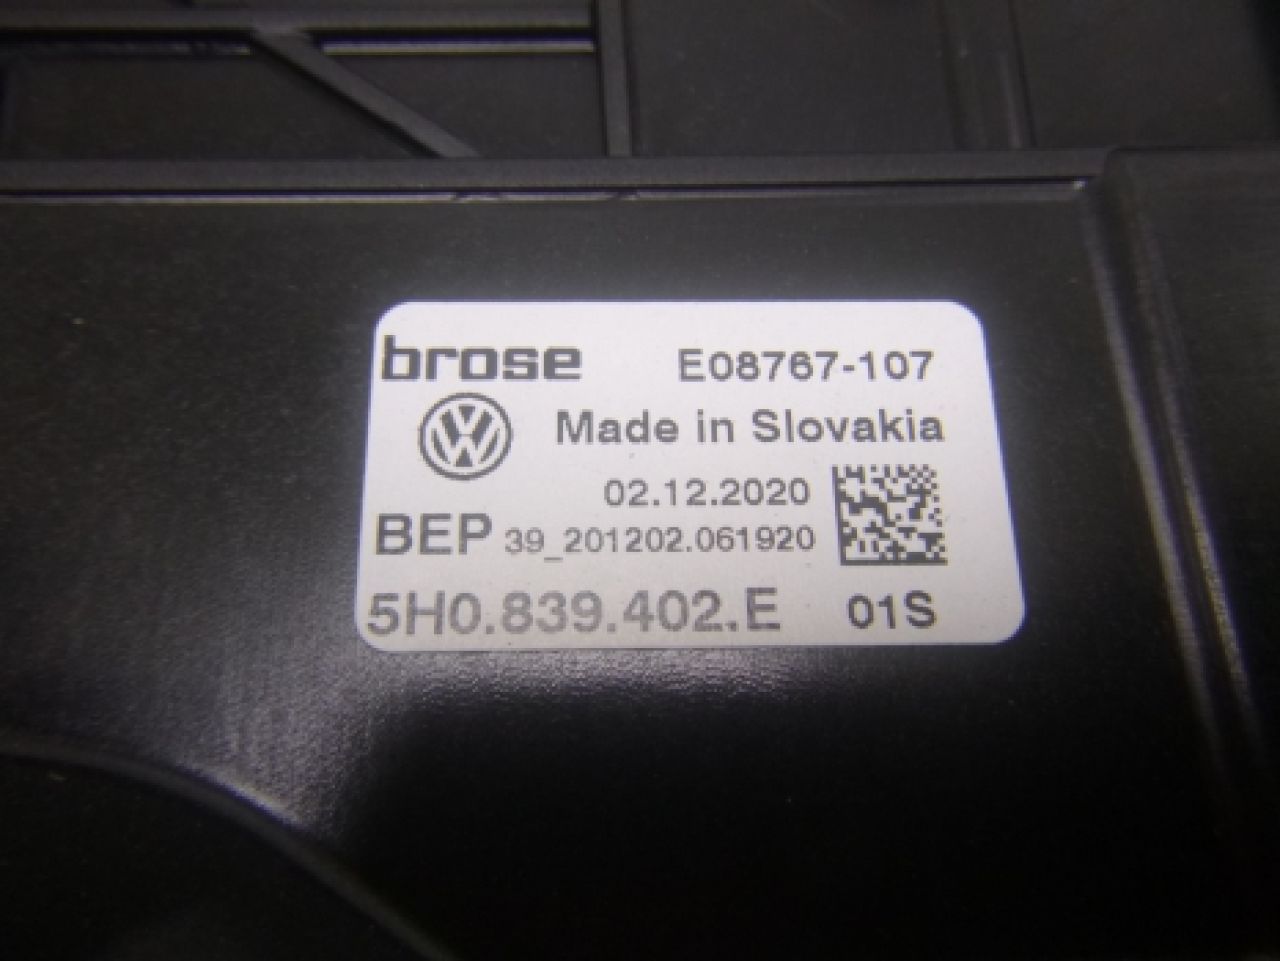 brose E08767-107
Made in Slovakia
02.12.2020
BEP 39_201202.061920
5H0.839.402.E 01S